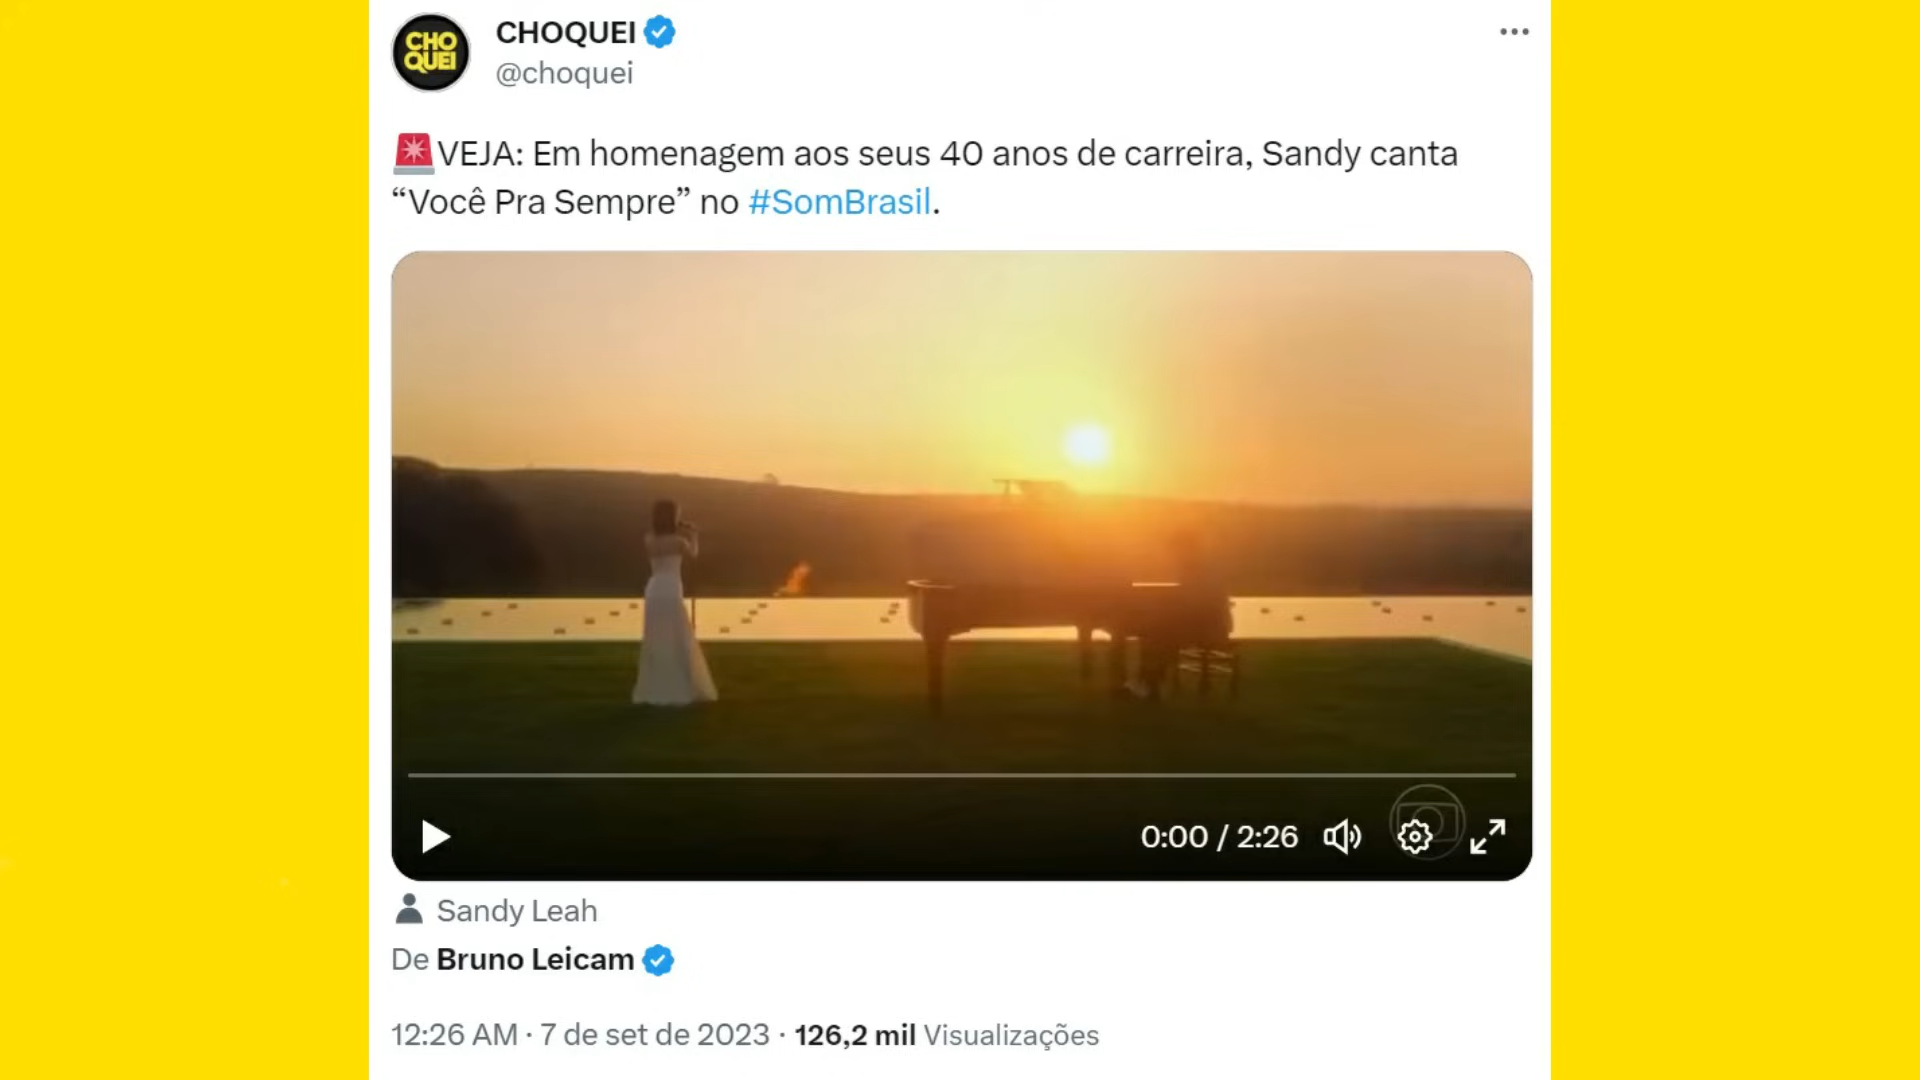 CHO
QUEI
CHOQUEI
@choquei
VEJA: Em homenagem aos seus 40 anos de carreira, Sandy canta
“Você Pra Sempre” no #SomBrasil.
0:00 / 2:26
Sandy Leah
De Bruno Leicam
12:26 AM · 7 de set de 2023 · 126,2 mil Visualizações